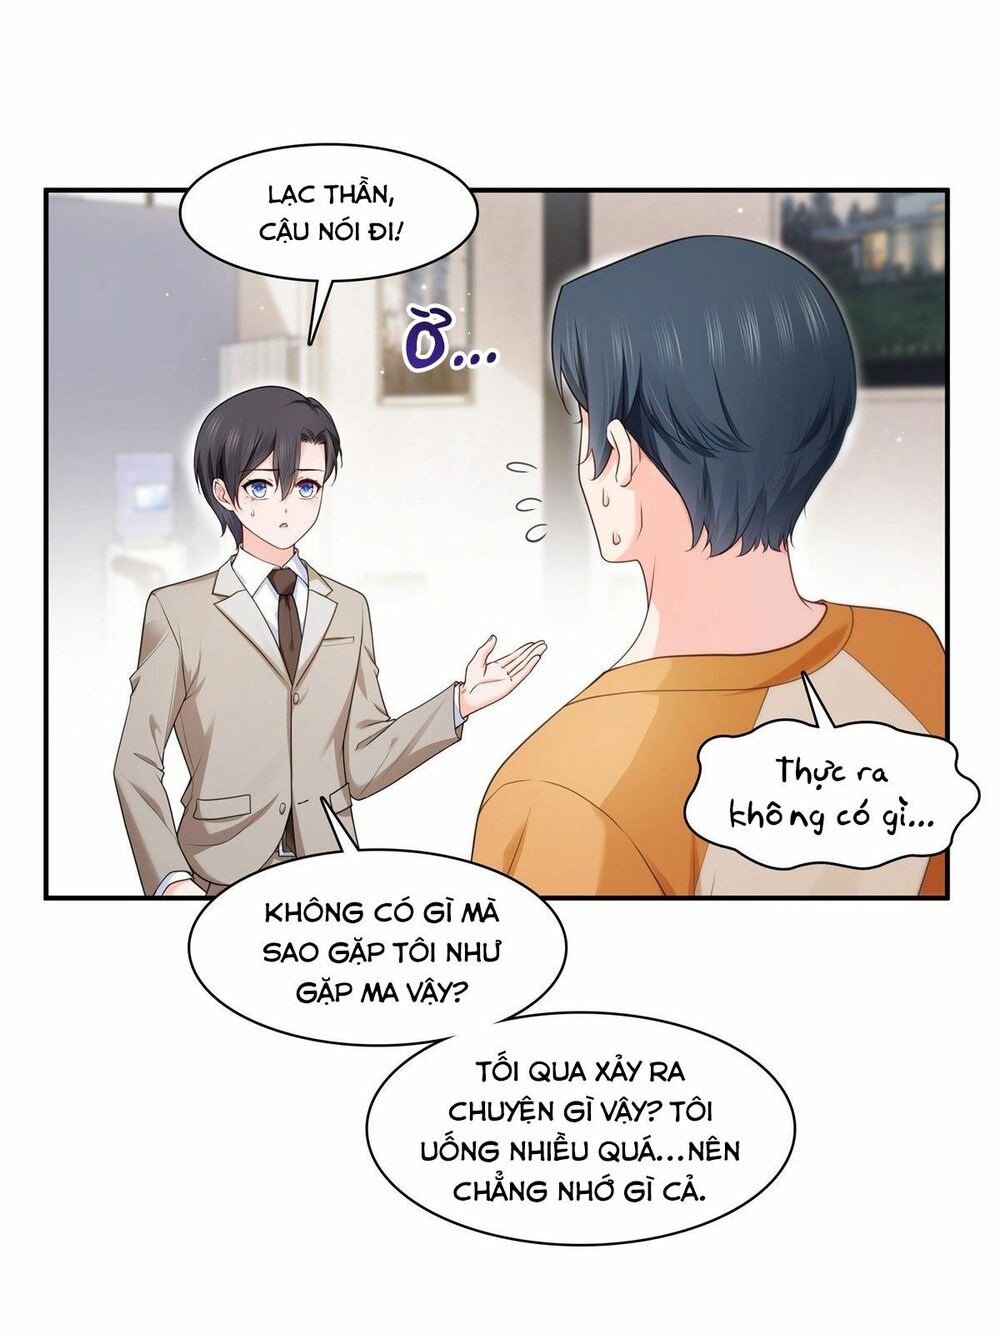 LẠC THẦN,
CẬU NÓI ĐI!
Ờ...
Thực ra
không có gì...
KHÔNG CÓ GÌ MÀ
SAO GẶP TÔI NHƯ
GẶP MA VẬY?
TỐI QUA XẢY RA
CHUYỆN GÌ VẬY? TÔI
UỐNG NHIỀU QUÁ...NÊN
CHẲNG NHỚ GÌ CẢ.